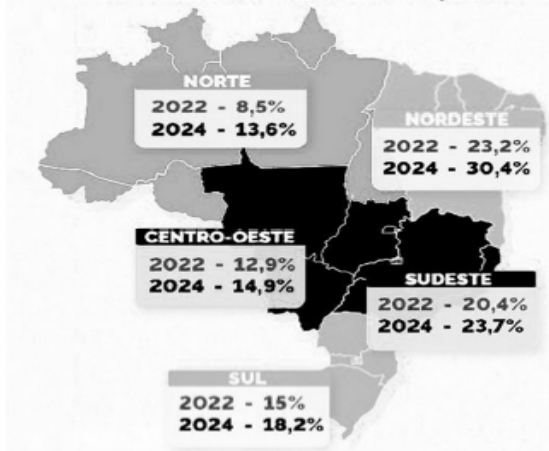 NORTE
2022 - 8,5%
2024 - 13,6%
NORDESTE
2022 - 23,2%
2024 - 30,4%
CENTRO-OESTE
2022 - 12,9%
2024 - 14,9%
SUDESTE
2022 - 20,4%
2024 - 23,7%
SUL
2022 - 15%
2024 - 18,2%